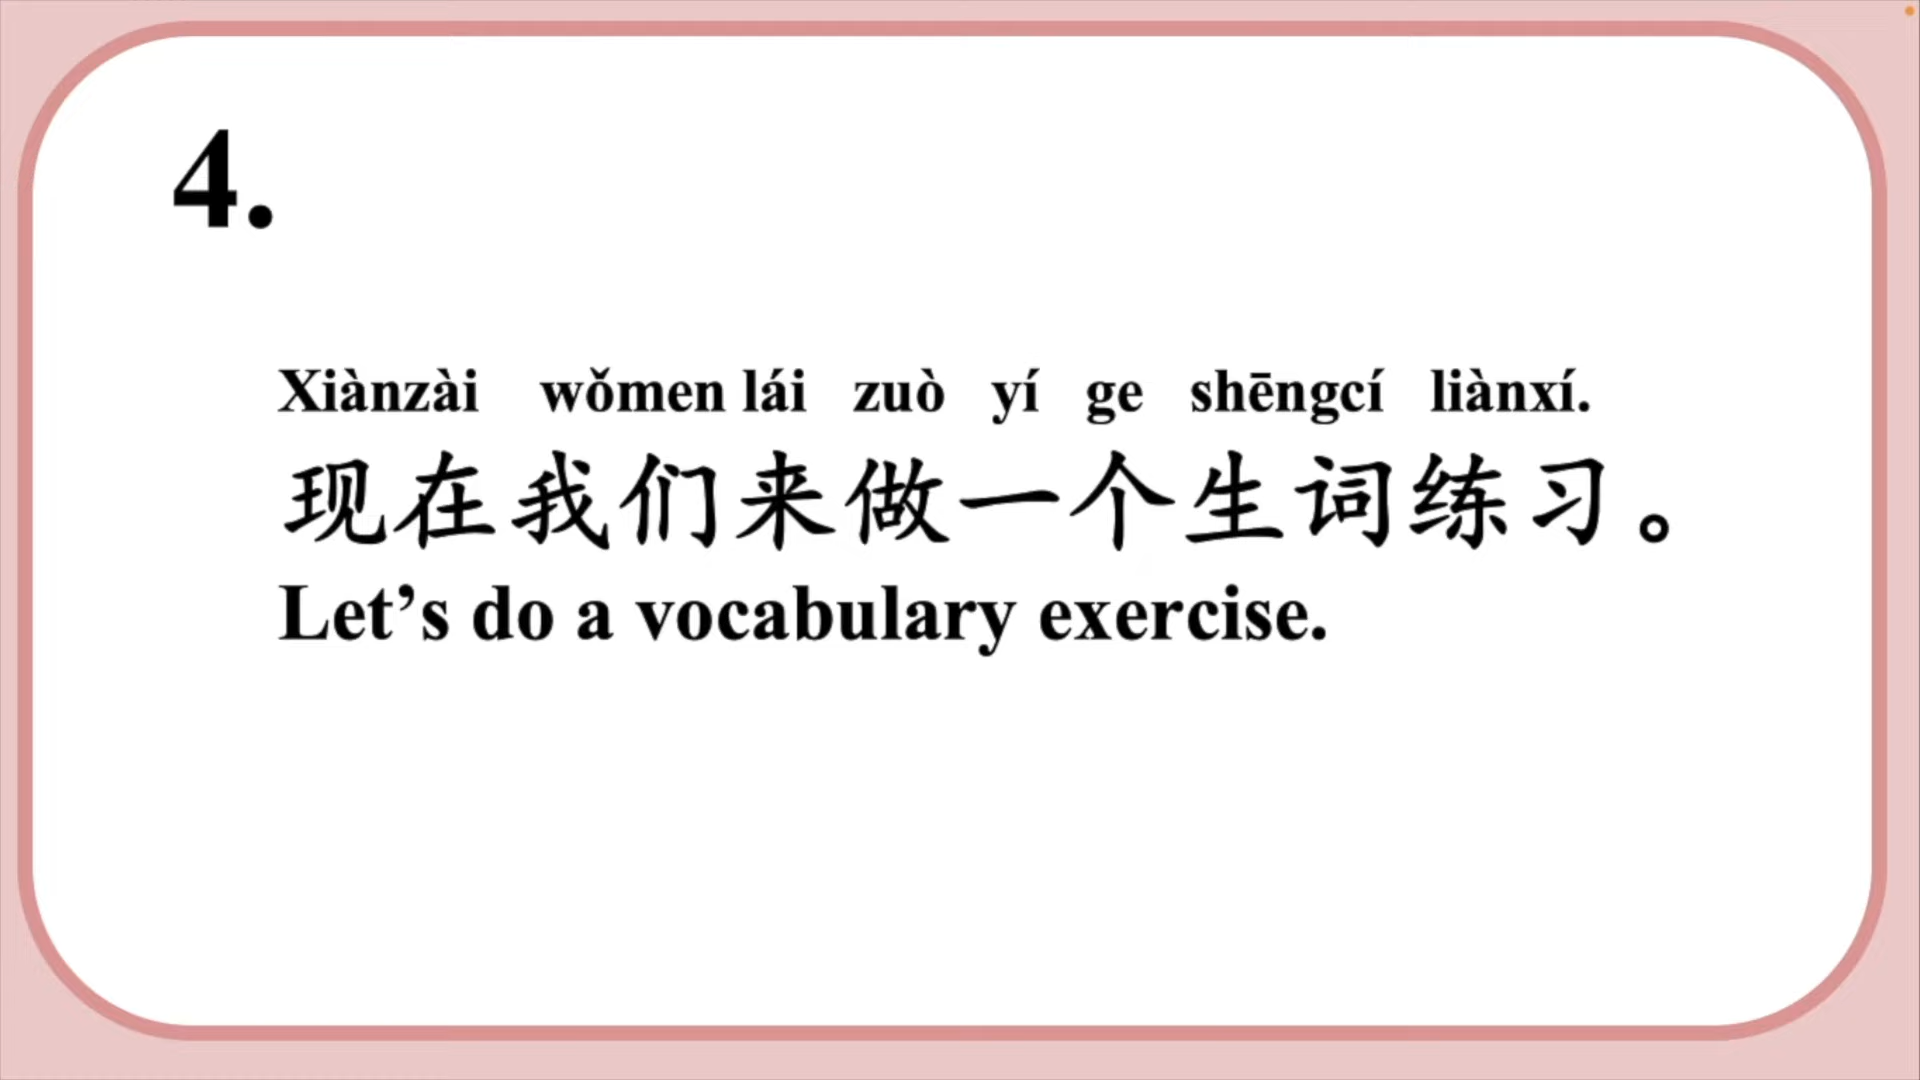 4.
Xiànzài wǒmen lái zuò yí ge shēngcí liànxí.
现在我们来做一个生词练习。
Let’s do a vocabulary exercise.